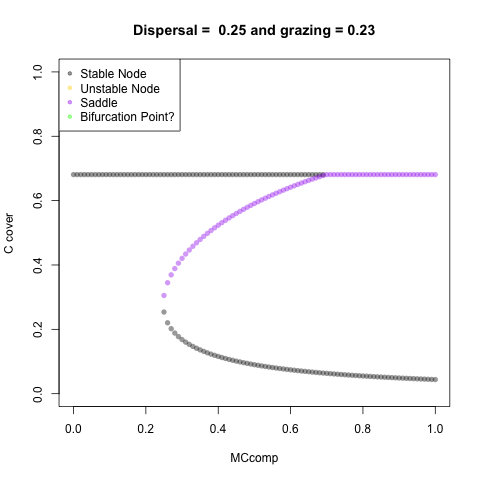 Dispersal =  0.25 and grazing = 0.23
Stable Node
Unstable Node
Saddle
Bifurcation Point?
1.0
0.8
0.6
0.4
0.2
0.0
C cover
0.0 0.2 0.4 0.6 0.8 1.0
MCcomp